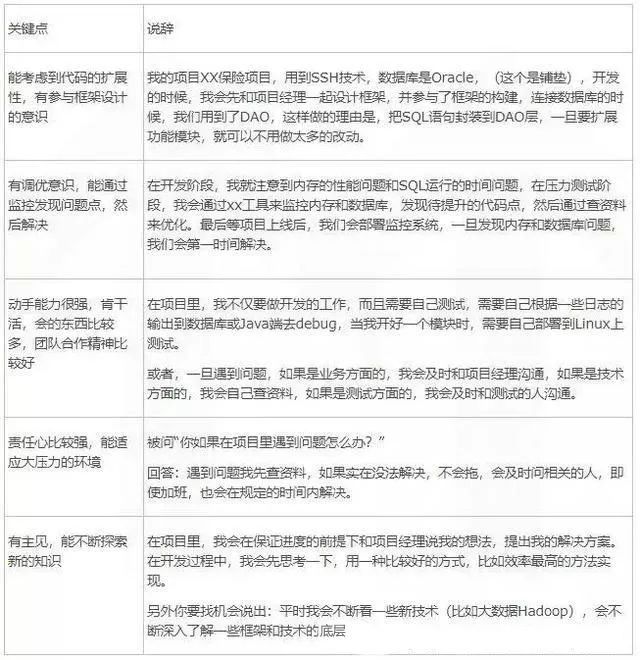 关键点
说辞
能考虑到代码的扩展
性，有参与框架设计
的意识
我的项目XX保险项目，用到SSH技术，数据库是Oracle，（这个是铺垫），开发
的时候，我会先和项目经理一起设计框架，并参与了框架的构建，连接数据库的时
候，我们用到了DAO，这样做的理由是，把SQL语句封装到DAO层，一旦要扩展
功能模块，就可以不用做太多的改动。
有调优意识，能通过
监控发现问题点，然
后解决
在开发阶段，我就注意到内存的性能问题和SQL运行的时间问题，在压力测试阶
段，我会通过xx工具来监控内存和数据库，发现待提升的代码点，然后通过查资料
来优化。最后等项目上线后，我们会部署监控系统，一旦发现内存和数据库问题，
我们会第一时间解决。
动手能力很强，肯干
活，会的东西比较
多，团队合作精神比
较好
在项目里，我不仅要做开发的工作，而且需要自己测试，需要自己根据一些日志的
输出到数据库或Java端去debug，当我开好一个模块时，需要自己部署到Linux上
测试。
或者，一旦遇到问题，如果是业务方面的，我会及时和项目经理沟通，如果是技术
方面的，我会自己查资料，如果是测试方面的，我会及时和测试的人沟通。
责任心比较强，能适
应大压力的环境
被问“你如果在项目里遇到问题怎么办？”
回答：遇到问题我先查资料，如果实在没法解决，不会拖，会及时问相关的人，即
使加班，也会在规定的时间内解决。
有主见，能不断探索
新的知识
在项目里，我会在保证进度的前提下和项目经理说我的想法，提出我的解决方案。
在开发过程中，我会先思考一下，用一种比较好的方式，比如效率最高的方法实
现。
另外你要找机会说出：平时我会不断看一些新技术（比如大数据Hadoop），会不
断深入了解一些框架和技术的底层